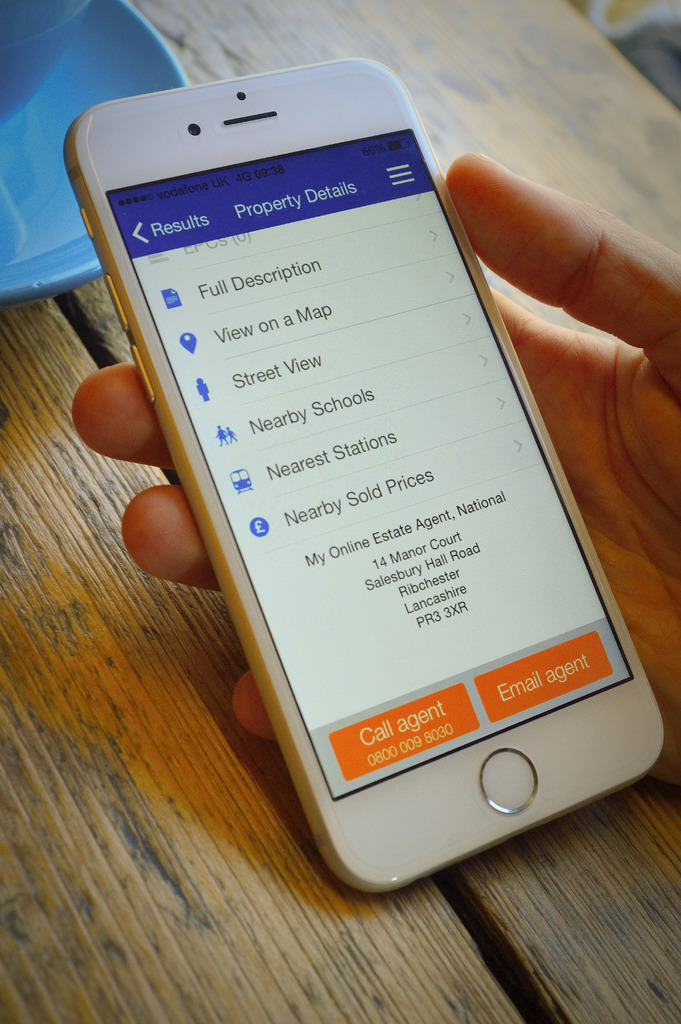 vodafone UK 4G 09:38 66%
Results Property Details
EPCs (0)
Full Description
View on a Map
Street View
Nearby Schools
Nearest Stations
Nearby Sold Prices
£
My Online Estate Agent, National
14 Manor Court
Salesbury Hall Road
Ribchester
Lancashire
PR3 3XR
Call agent
0800 009 8030
Email agent